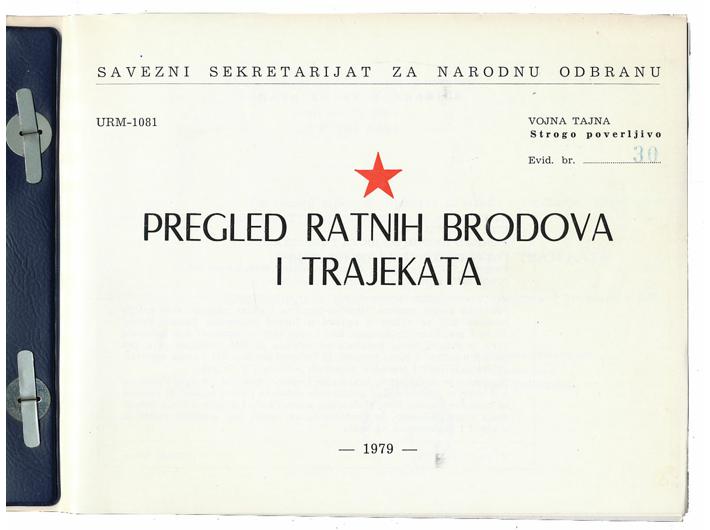 SAVEZNI SEKRETARIJAT ZA NARODNU ODBRANU
URM-1081
VOJNA TAJNA
Strogo poverljivo
Evid. br. 30
PREGLED RATNIH BRODOVA
I TRAJEKATA
— 1979 —